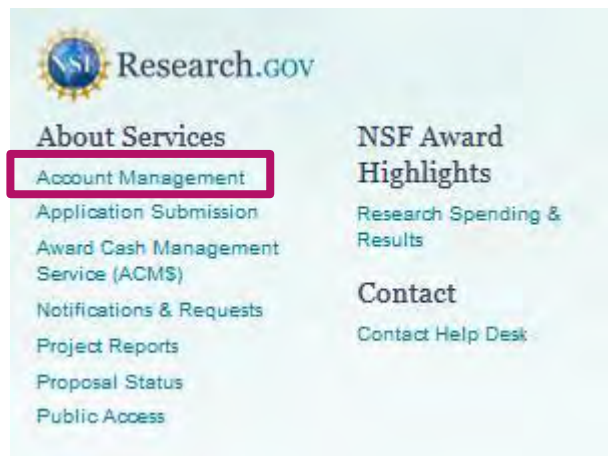 NSF Research.GOV
About Services
Account Management
Application Submission
Award Cash Management
Service (ACM$)
Notifications & Requests
Project Reports
Proposal Status
Public Access
NSF Award
Highlights
Research Spending &
Results
Contact
Contact Help Desk